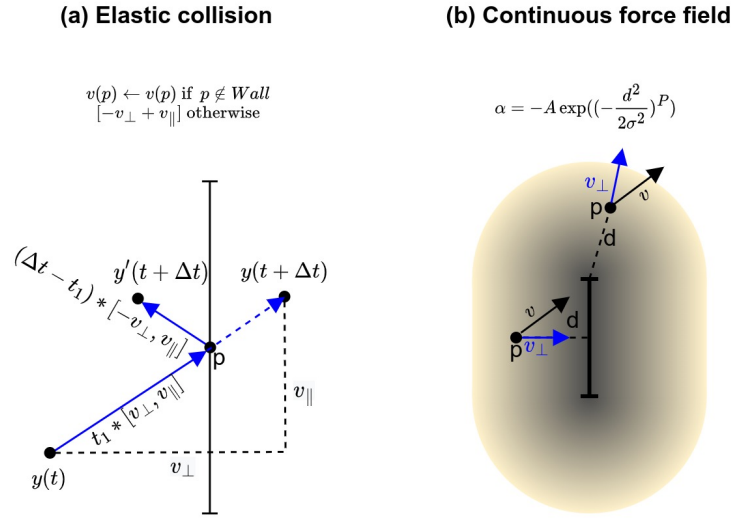 (a) Elastic collision
(b) Continuous force field
v(p) ← v(p) if p ∉ Wall
[−v⊥ + v∥] otherwise
α = −A exp((−d²/2σ²)^P)
(Δt − t₁) * [−v⊥, v∥]
y′(t + Δt)
y(t + Δt)
p
t₁ * [v⊥, v∥]
v∥
v⊥
y(t)
v⊥
v
p
d
v
d
p
v⊥